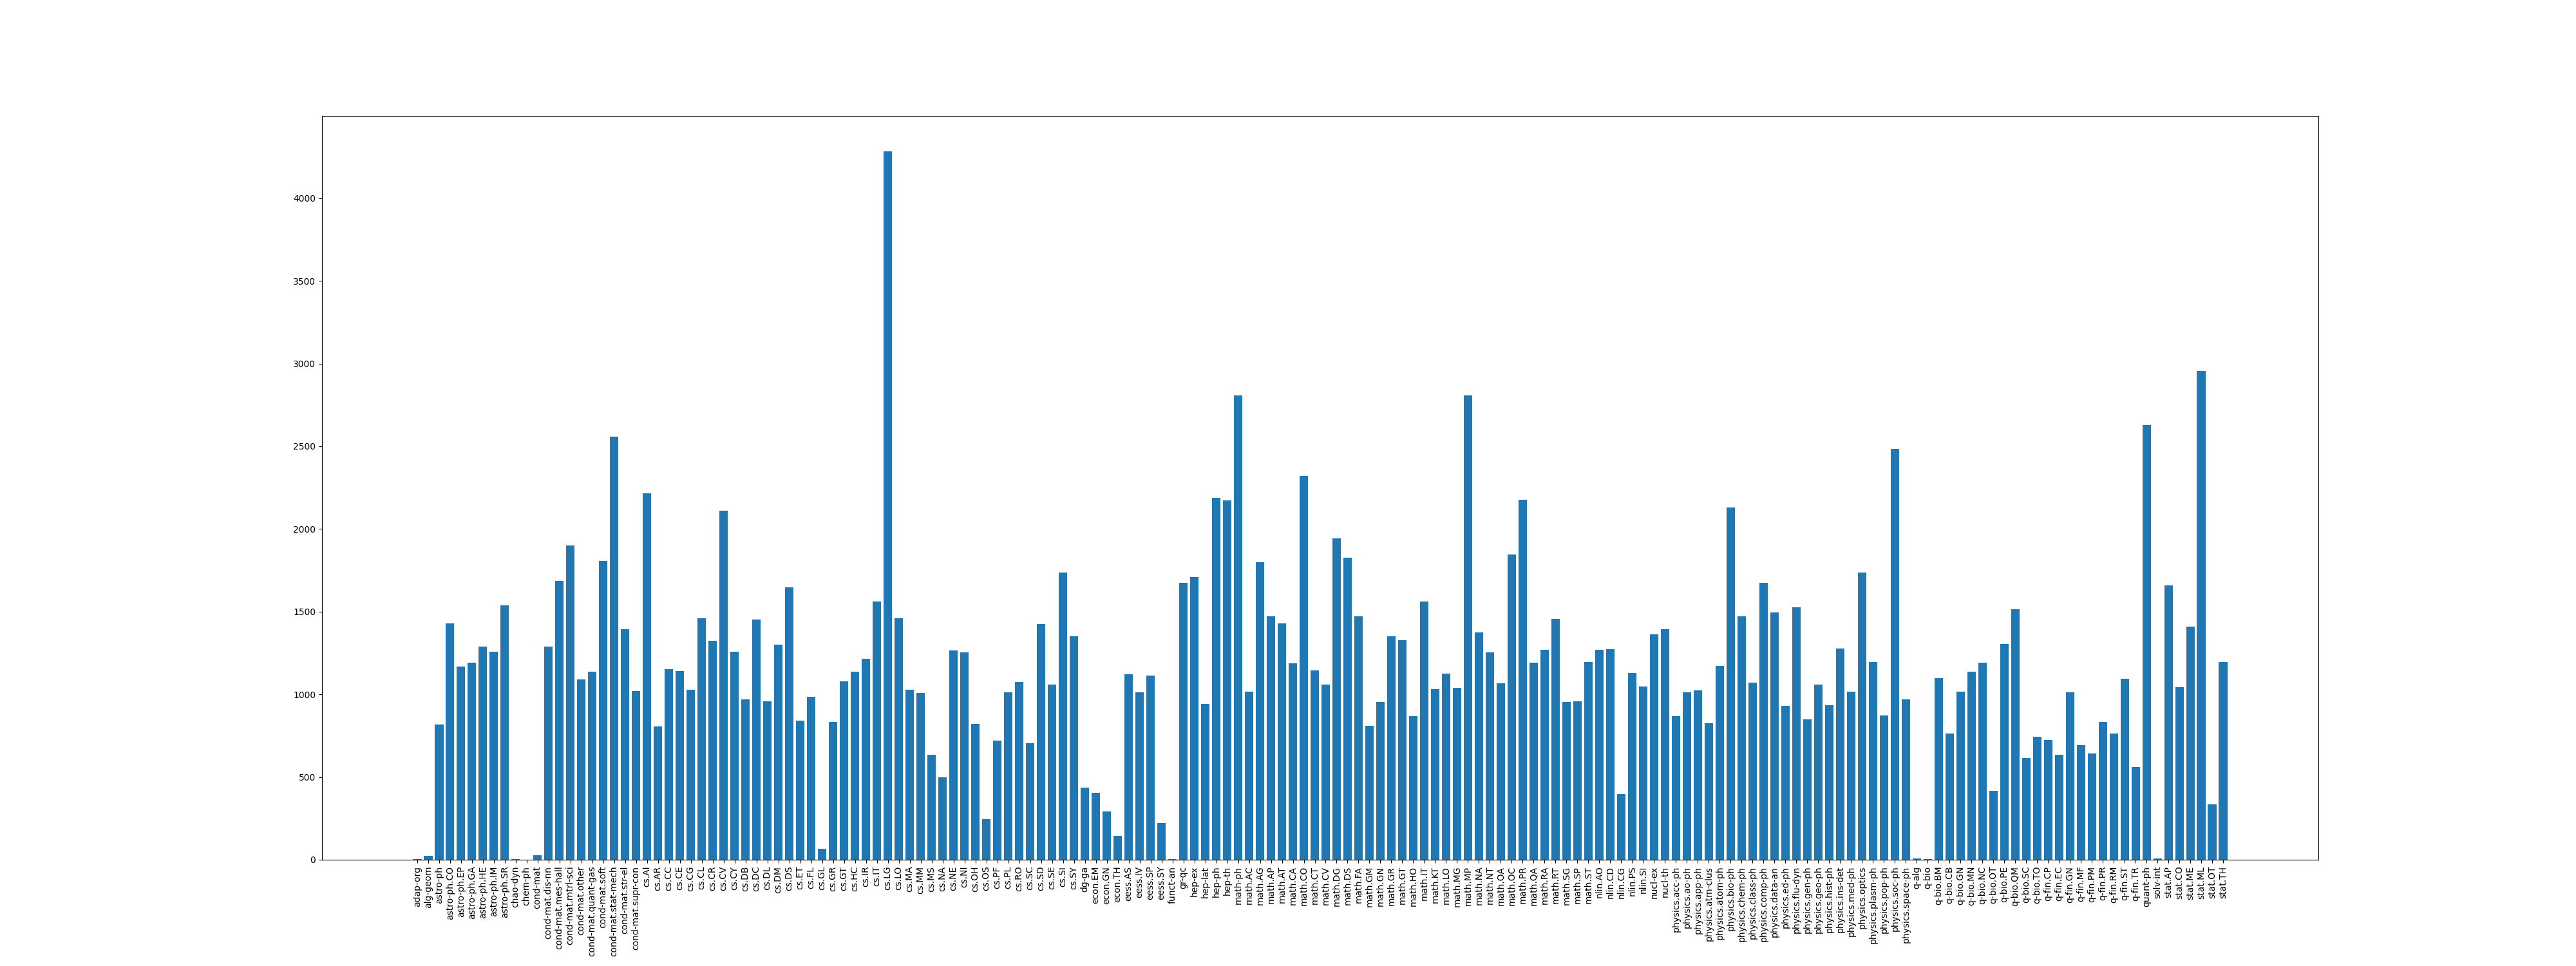 4000
3500
3000
2500
2000
1500
1000
500
0
adap-org
alg-geom
astro-ph
astro-ph.CO
astro-ph.EP
astro-ph.GA
astro-ph.HE
astro-ph.IM
astro-ph.SR
chao-dyn
chem-ph
cond-mat
cond-mat.dis-nn
cond-mat.mes-hall
cond-mat.mtrl-sci
cond-mat.other
cond-mat.quant-gas
cond-mat.soft
cond-mat.stat-mech
cond-mat.str-el
cond-mat.supr-con
cs.AI
cs.AR
cs.CC
cs.CE
cs.CG
cs.CL
cs.CR
cs.CV
cs.CY
cs.DB
cs.DC
cs.DL
cs.DM
cs.DS
cs.ET
cs.FL
cs.GL
cs.GR
cs.GT
cs.HC
cs.IR
cs.IT
cs.LG
cs.LO
cs.MA
cs.MM
cs.MS
cs.NA
cs.NE
cs.NI
cs.OH
cs.OS
cs.PF
cs.PL
cs.RO
cs.SC
cs.SD
cs.SE
cs.SI
cs.SY
dg-ga
econ.EM
econ.GN
econ.TH
eess.AS
eess.IV
eess.SP
eess.SY
funct-an
gr-qc
hep-ex
hep-lat
hep-ph
hep-th
math-ph
math.AC
math.AG
math.AP
math.AT
math.CA
math.CO
math.CT
math.CV
math.DG
math.DS
math.FA
math.GM
math.GN
math.GR
math.GT
math.HO
math.IT
math.KT
math.LO
math.MG
math.MP
math.NA
math.NT
math.OA
math.OC
math.PR
math.QA
math.RA
math.RT
math.SG
math.SP
math.ST
nlin.AO
nlin.CD
nlin.CG
nlin.PS
nlin.SI
nucl-ex
nucl-th
physics.acc-ph
physics.ao-ph
physics.app-ph
physics.atm-clus
physics.atom-ph
physics.bio-ph
physics.chem-ph
physics.class-ph
physics.comp-ph
physics.data-an
physics.ed-ph
physics.flu-dyn
physics.gen-ph
physics.geo-ph
physics.hist-ph
physics.ins-det
physics.med-ph
physics.optics
physics.plasm-ph
physics.pop-ph
physics.soc-ph
physics.space-ph
q-alg
q-bio
q-bio.BM
q-bio.CB
q-bio.GN
q-bio.MN
q-bio.NC
q-bio.OT
q-bio.PE
q-bio.QM
q-bio.SC
q-bio.TO
q-fin.CP
q-fin.EC
q-fin.GN
q-fin.MF
q-fin.PM
q-fin.PR
q-fin.RM
q-fin.ST
q-fin.TR
quant-ph
solv-int
stat.AP
stat.CO
stat.ME
stat.ML
stat.OT
stat.TH